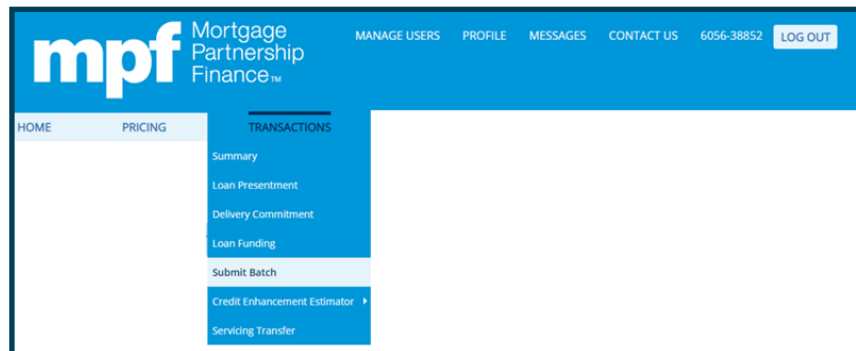 mpf Mortgage
Partnership
Finance™
MANAGE USERS PROFILE MESSAGES CONTACT US 6056-38852 LOG OUT
HOME PRICING TRANSACTIONS
Summary
Loan Presentment
Delivery Commitment
Loan Funding
Submit Batch
Credit Enhancement Estimator
Servicing Transfer